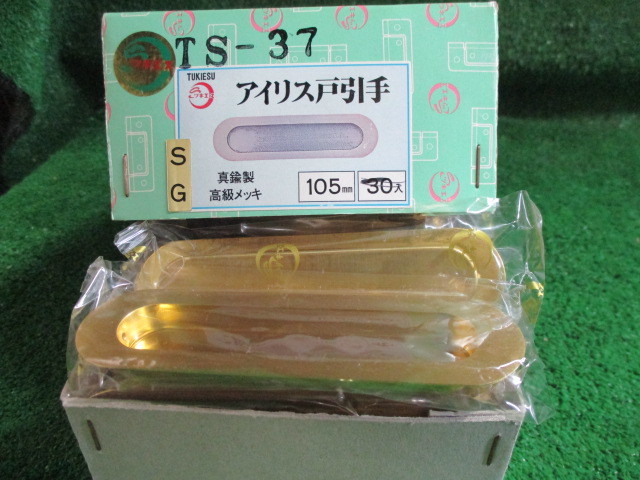 TS-37
TUKIESU
アイリス戸引手
S
G
真鍮製
高級メッキ
105mm
30入